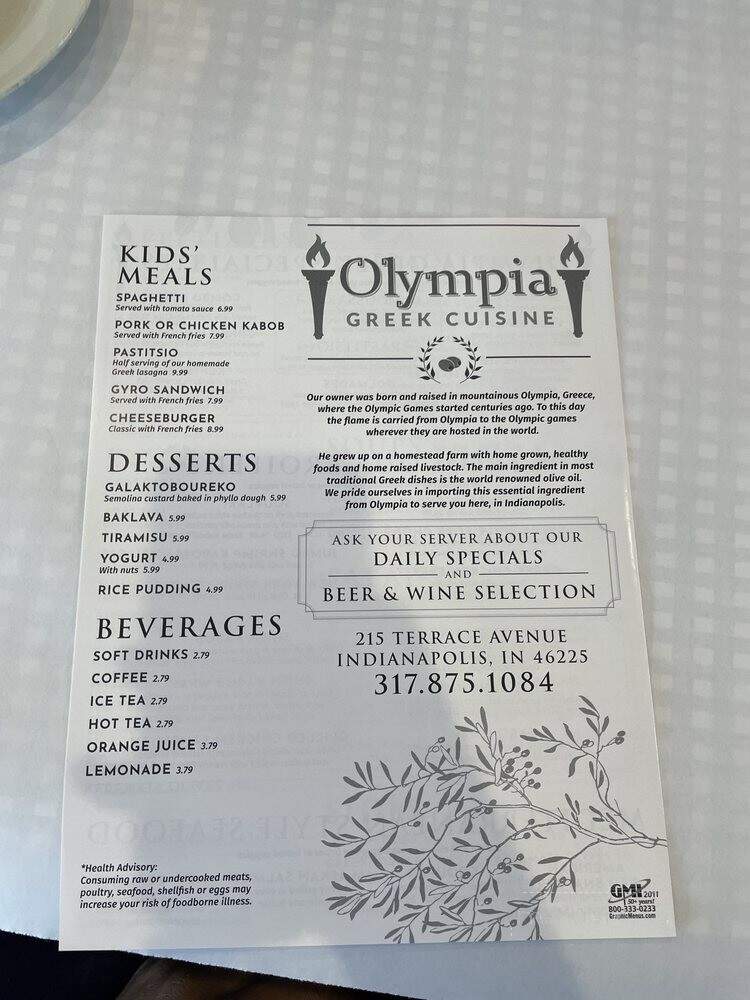 KIDS'
MEALS
SPAGHETTI
Served with tomato sauce 6.99
PORK OR CHICKEN KABOB
Served with French fries 7.99
PASTITSIO
Half serving of our homemade
Greek lasagna 9.99
GYRO SANDWICH
Served with French fries 7.99
CHEESEBURGER
Classic with French fries 8.99
DESSERTS
GALAKTOBOUREKO
Semolina custard baked in phyllo dough 5.99
BAKLAVA 5.99
TIRAMISU 5.99
YOGURT 4.99
With nuts 5.99
RICE PUDDING 4.99
BEVERAGES
SOFT DRINKS 2.79
COFFEE 2.79
ICE TEA 2.79
HOT TEA 2.79
ORANGE JUICE 3.79
LEMONADE 3.79
*Health Advisory:
Consuming raw or undercooked meats,
poultry, seafood, shellfish or eggs may
increase your risk of foodborne illness.
Olympia
GREEK CUISINE
Our owner was born and raised in mountainous Olympia, Greece,
where the Olympic Games started centuries ago. To this day
the flame is carried from Olympia to the Olympic games
wherever they are hosted in the world.
He grew up on a homestead farm with home grown, healthy
foods and home raised livestock. The main ingredient in most
traditional Greek dishes is the world renowned olive oil.
We pride ourselves in importing this essential ingredient
from Olympia to serve you here, in Indianapolis.
ASK YOUR SERVER ABOUT OUR
DAILY SPECIALS
AND
BEER & WINE SELECTION
215 TERRACE AVENUE
INDIANAPOLIS, IN 46225
317.875.1084
GMI 2011
50+ years!
800-333-0233
GraphicMenus.com